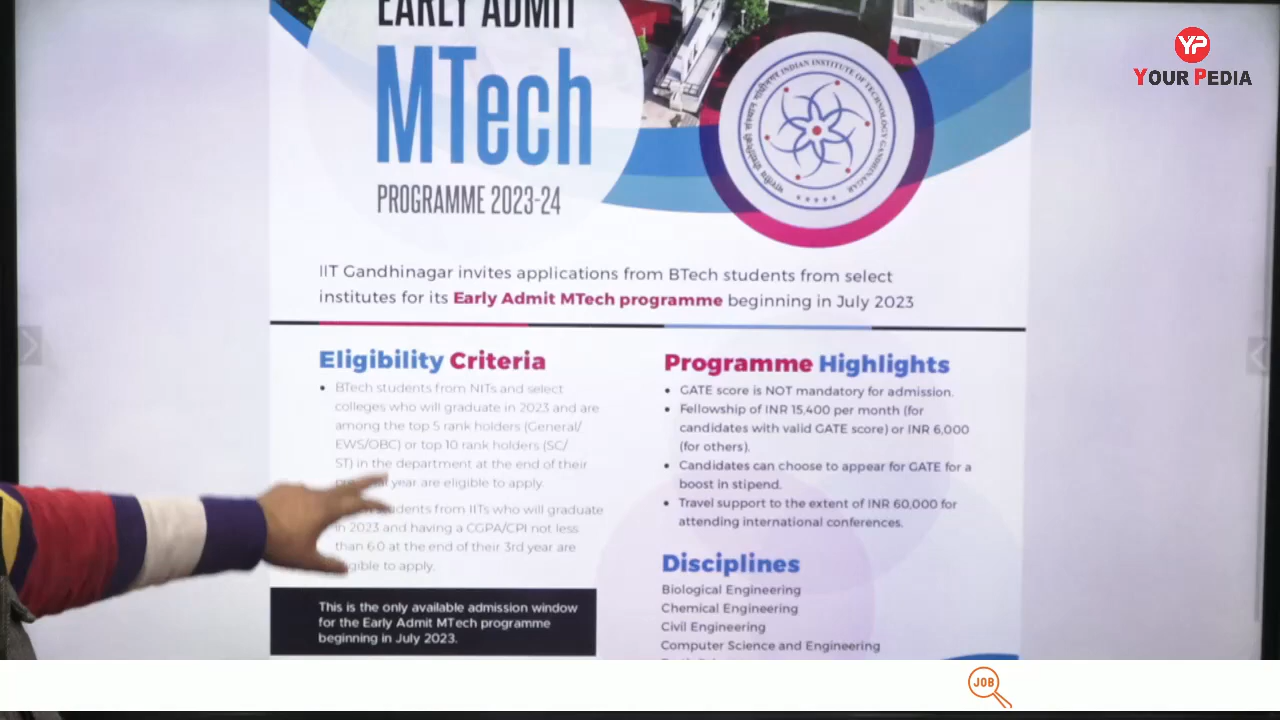 EARLY ADMIT
MTech
PROGRAMME 2023-24
YP
YOUR PEDIA
भारतीय प्रौद्योगिकी संस्थान गांधीनगर INDIAN INSTITUTE OF TECHNOLOGY GANDHINAGAR
IIT Gandhinagar invites applications from BTech students from select
institutes for its Early Admit MTech programme beginning in July 2023
Eligibility Criteria
• BTech students from NITs and select
colleges who will graduate in 2023 and are
among the top 5 rank holders (General/
EWS/OBC) or top 10 rank holders (SC/
ST) in the department at the end of their
year are eligible to apply.
from IITs who will graduate
in 2023 and having a CGPA/CPI not less
than 6.0 at the end of their 3rd year are
to apply.
This is the only available admission window
for the Early Admit MTech programme
beginning in July 2023.
Programme Highlights
• GATE score is NOT mandatory for admission.
• Fellowship of INR 15,400 per month (for
candidates with valid GATE score) or INR 6,000
(for others).
• Candidates can choose to appear for GATE for a
boost in stipend.
• Travel support to the extent of INR 60,000 for
attending international conferences.
Disciplines
Biological Engineering
Chemical Engineering
Civil Engineering
Computer Science and Engineering
JOB